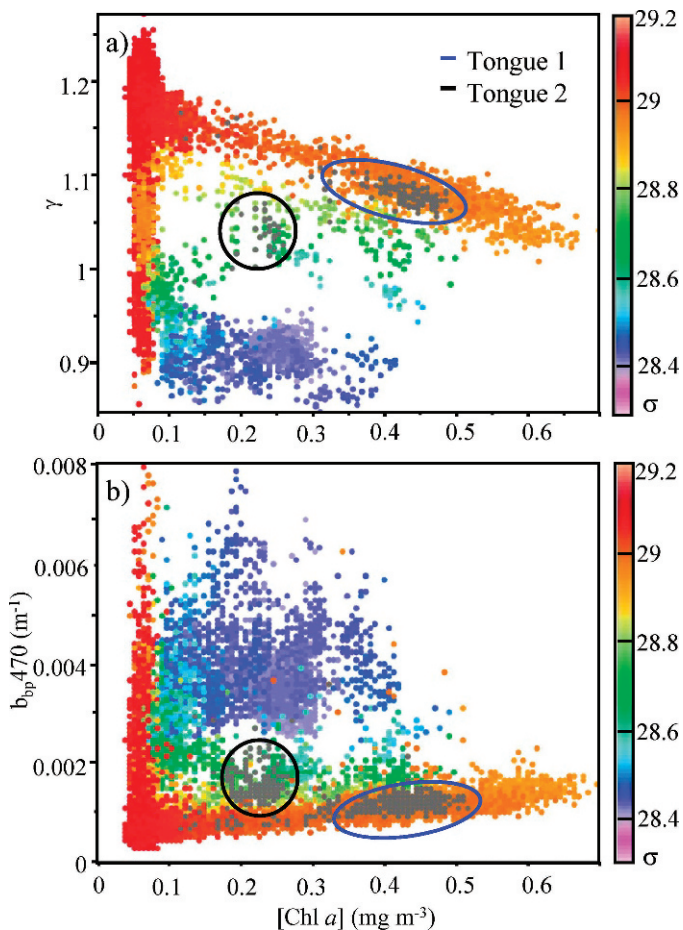 a)
Tongue 1
Tongue 2
γ
1.2
1.1
1
0.9
0 0.1 0.2 0.3 0.4 0.5 0.6
29.2
29
28.8
28.6
28.4
σ
b)
b_bp470 (m⁻¹)
0.008
0.006
0.004
0.002
0
0 0.1 0.2 0.3 0.4 0.5 0.6
[Chl a] (mg m⁻³)
29.2
29
28.8
28.6
28.4
σ